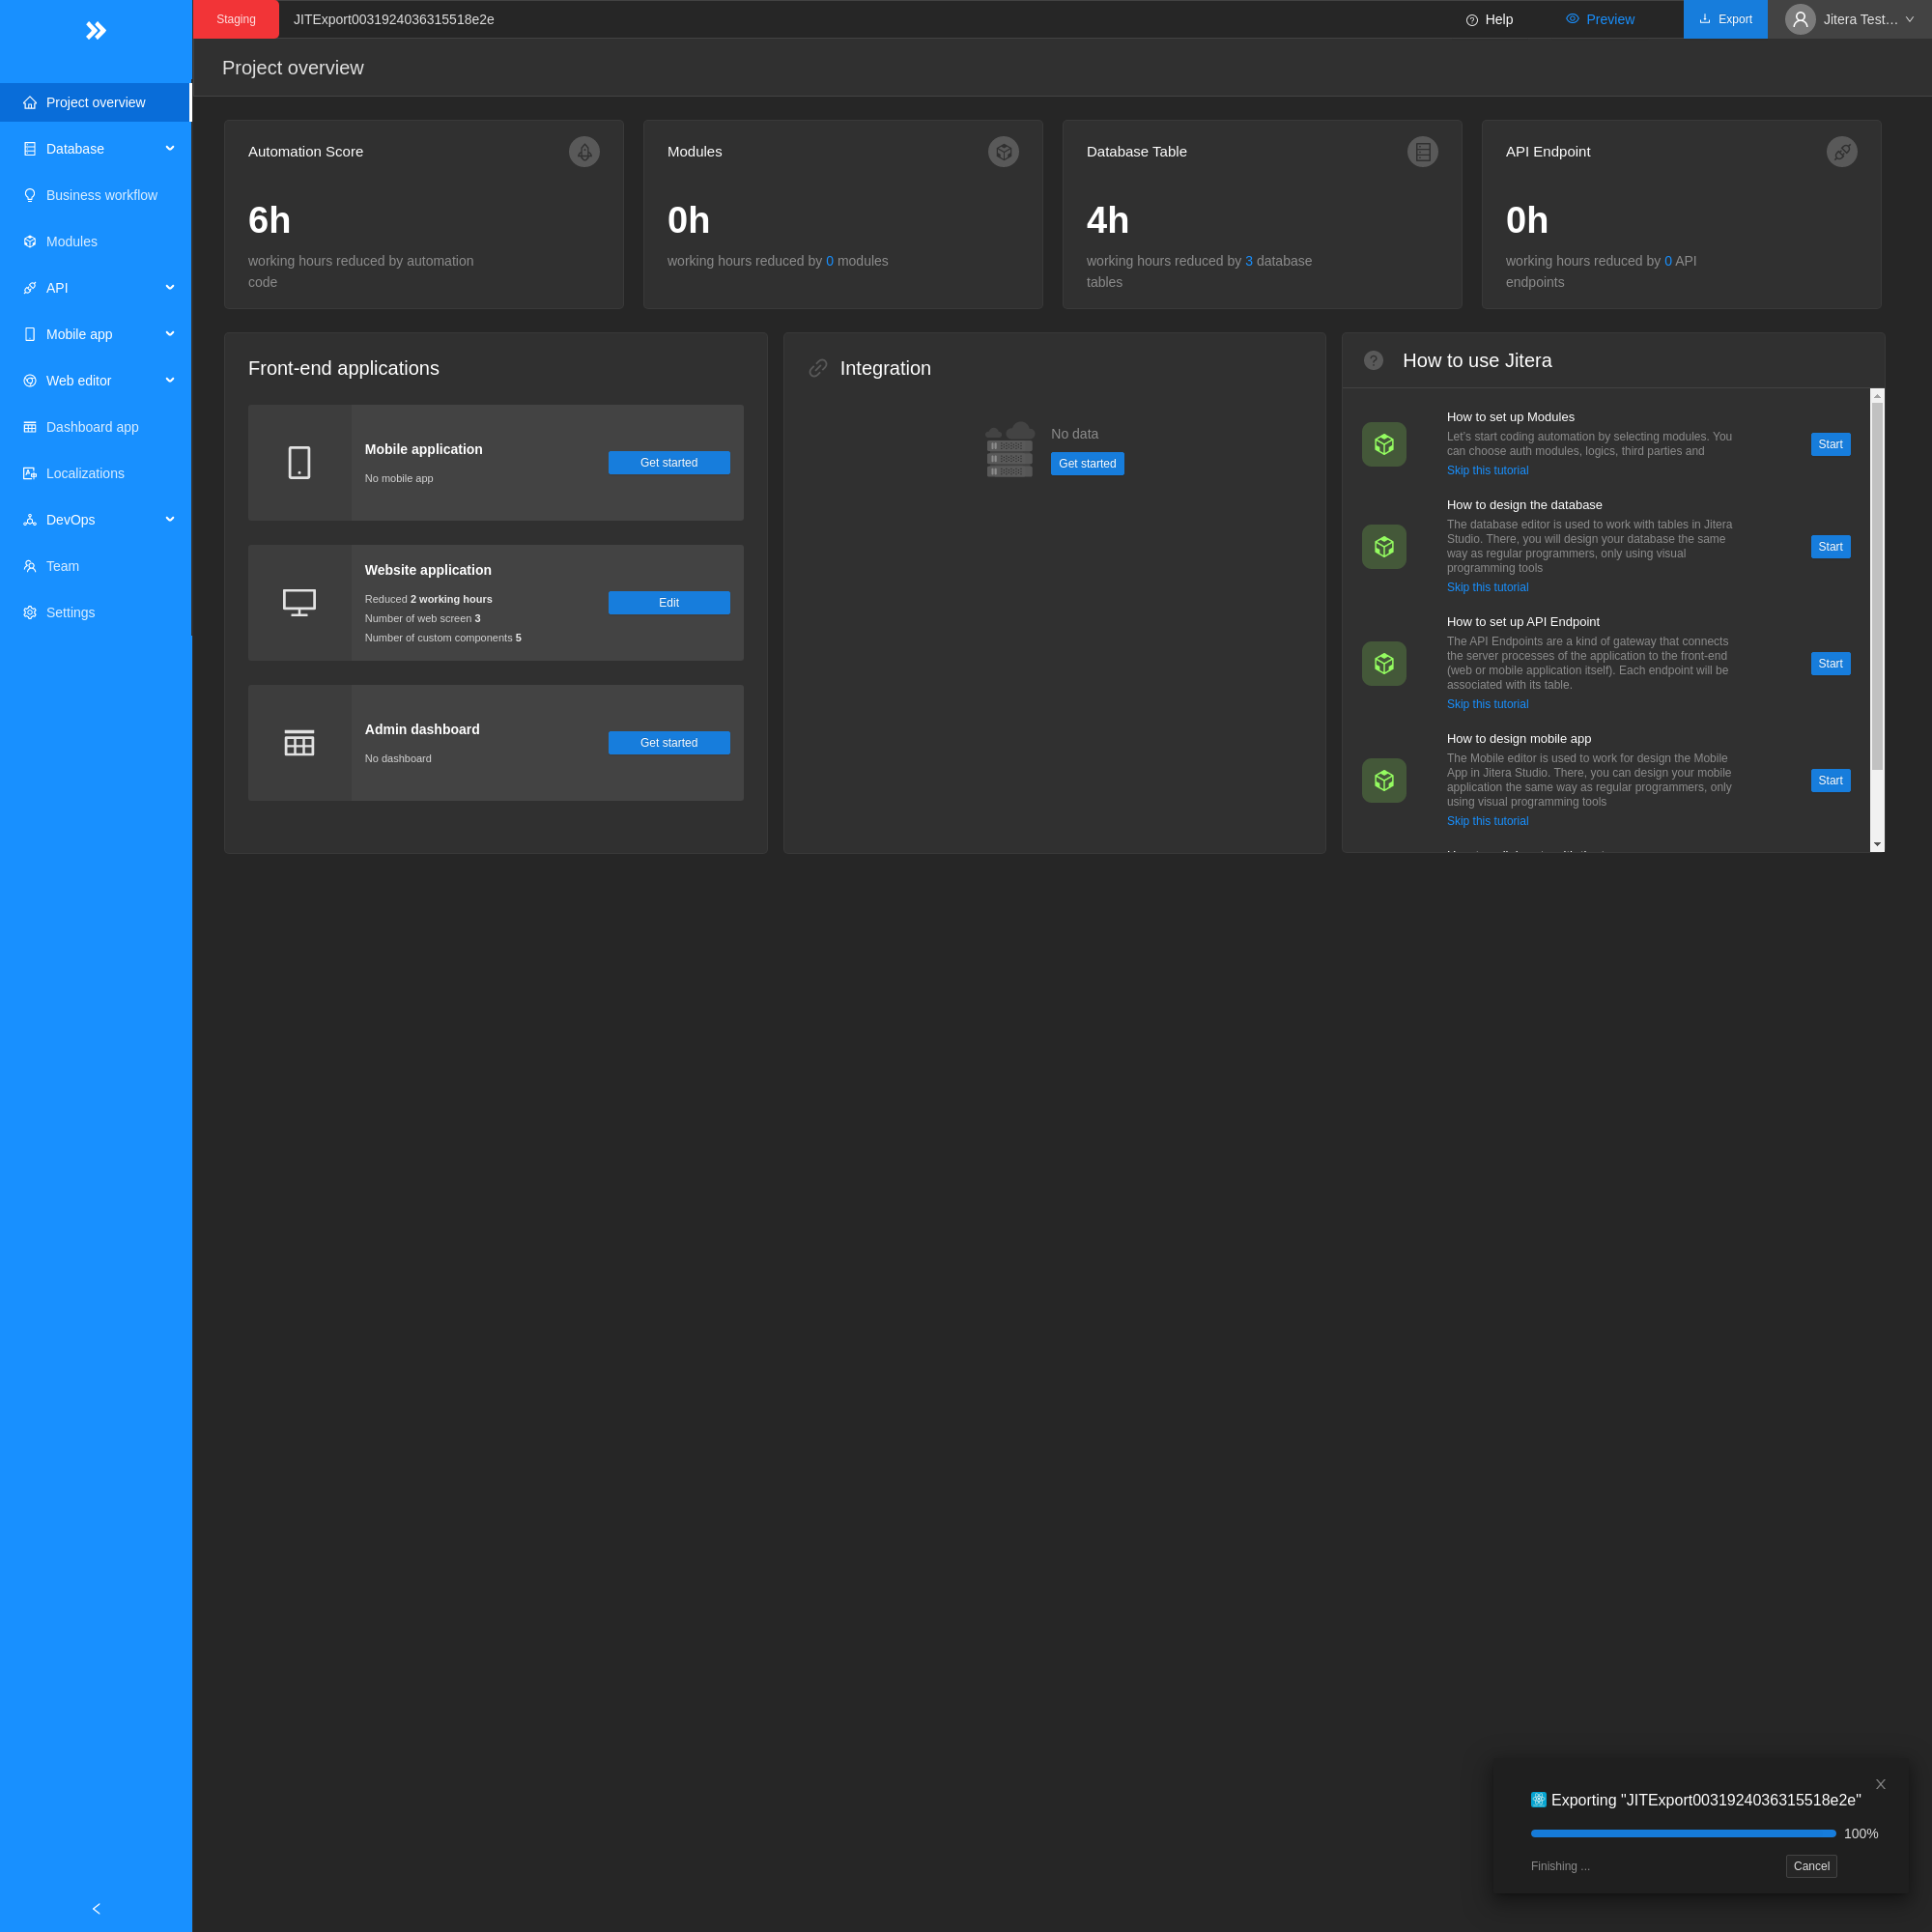 Staging
JITExport0031924036315518e2e
Help
Preview
Export
Jitera Test...
Project overview
Project overview
Database
Business workflow
Modules
API
Mobile app
Web editor
Dashboard app
Localizations
DevOps
Team
Settings
Automation Score
6h
working hours reduced by automation
code
Modules
0h
working hours reduced by 0 modules
Database Table
4h
working hours reduced by 3 database
tables
API Endpoint
0h
working hours reduced by 0 API
endpoints
Front-end applications
Mobile application
No mobile app
Get started
Website application
Reduced 2 working hours
Number of web screen 3
Number of custom components 5
Edit
Admin dashboard
No dashboard
Get started
Integration
No data
Get started
How to use Jitera
How to set up Modules
Let's start coding automation by selecting modules. You
can choose auth modules, logics, third parties and
Skip this tutorial
Start
How to design the database
The database editor is used to work with tables in Jitera
Studio. There, you will design your database the same
way as regular programmers, only using visual
programming tools
Skip this tutorial
Start
How to set up API Endpoint
The API Endpoints are a kind of gateway that connects
the server processes of the application to the front-end
(web or mobile application itself). Each endpoint will be
associated with its table.
Skip this tutorial
Start
How to design mobile app
The Mobile editor is used to work for design the Mobile
App in Jitera Studio. There, you can design your mobile
application the same way as regular programmers, only
using visual programming tools
Skip this tutorial
Start
Exporting "JITExport0031924036315518e2e"
100%
Finishing ...
Cancel